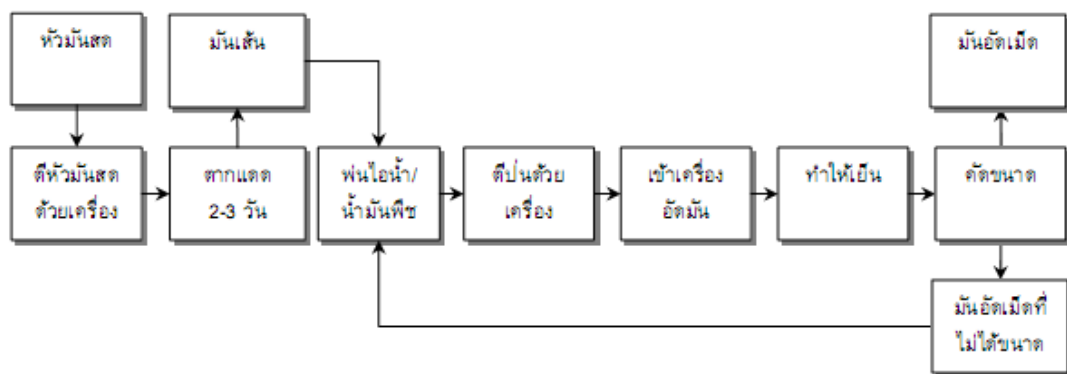 หัวมันสด
มันเส้น
มันอัดเม็ด
ตีหัวมันสด
ด้วยเครื่อง
ตากแดด
2-3 วัน
พ่นไอน้ำ/
น้ำมันพืช
ตีป่นด้วย
เครื่อง
เข้าเครื่อง
อัดมัน
ทำให้เย็น
คัดขนาด
มันอัดเม็ดที่
ไม่ได้ขนาด